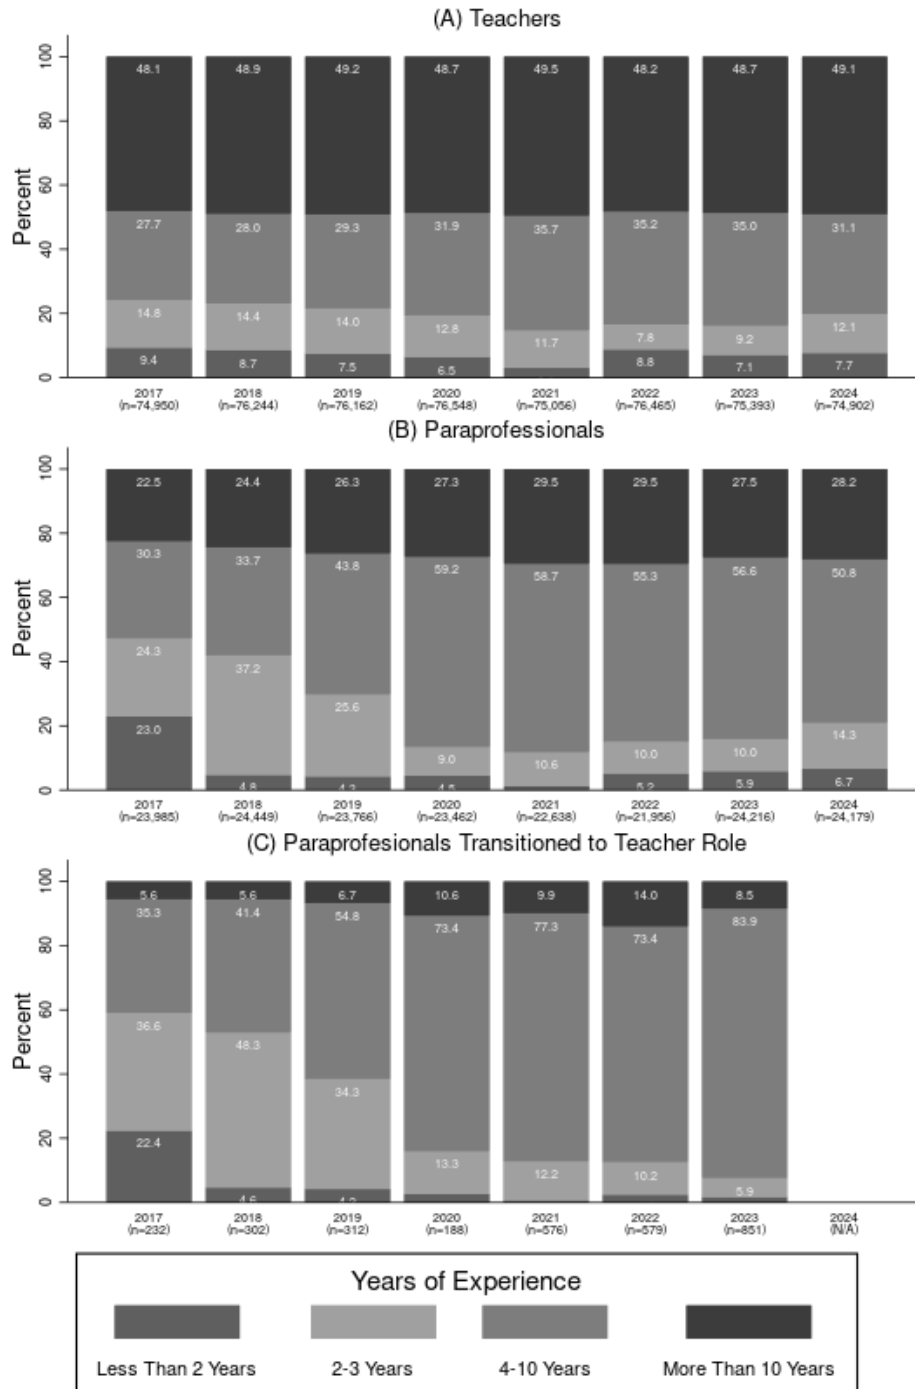 (A) Teachers
100
80
60
40
20
0
Percent
48.1 48.9 49.2 48.7 49.5 48.2 48.7 49.1
27.7 28.0 29.3 31.9 35.7 35.2 35.0 31.1
14.8 14.4 14.0 12.8 11.7 7.8 9.2 12.1
9.4 8.7 7.5 6.5 8.8 7.1 7.7
2017 2018 2019 2020 2021 2022 2023 2024
(n=74,950) (n=76,244) (n=76,162) (n=76,548) (n=75,056) (n=76,465) (n=75,393) (n=74,902)
(B) Paraprofessionals
100
80
60
40
20
0
Percent
22.5 24.4 26.3 27.3 29.5 29.5 27.5 28.2
30.3 33.7 43.8 59.2 58.7 55.3 56.6 50.8
24.3 37.2 25.6 9.0 10.6 10.0 10.0 14.3
23.0 4.8 4.5 5.2 5.9 6.7
2017 2018 2019 2020 2021 2022 2023 2024
(n=23,985) (n=24,449) (n=23,766) (n=23,462) (n=22,638) (n=21,956) (n=24,216) (n=24,179)
(C) Paraprofesionals Transitioned to Teacher Role
100
80
60
40
20
0
Percent
5.6 5.6 6.7 10.6 9.9 14.0 8.5
35.3 41.4 54.8 73.4 77.3 73.4 83.9
36.6 48.3 34.3 13.3 12.2 10.2 5.9
22.4 4.6
2017 2018 2019 2020 2021 2022 2023 2024
(n=232) (n=302) (n=312) (n=188) (n=576) (n=579) (n=851) (N/A)
Years of Experience
Less Than 2 Years 2-3 Years 4-10 Years More Than 10 Years